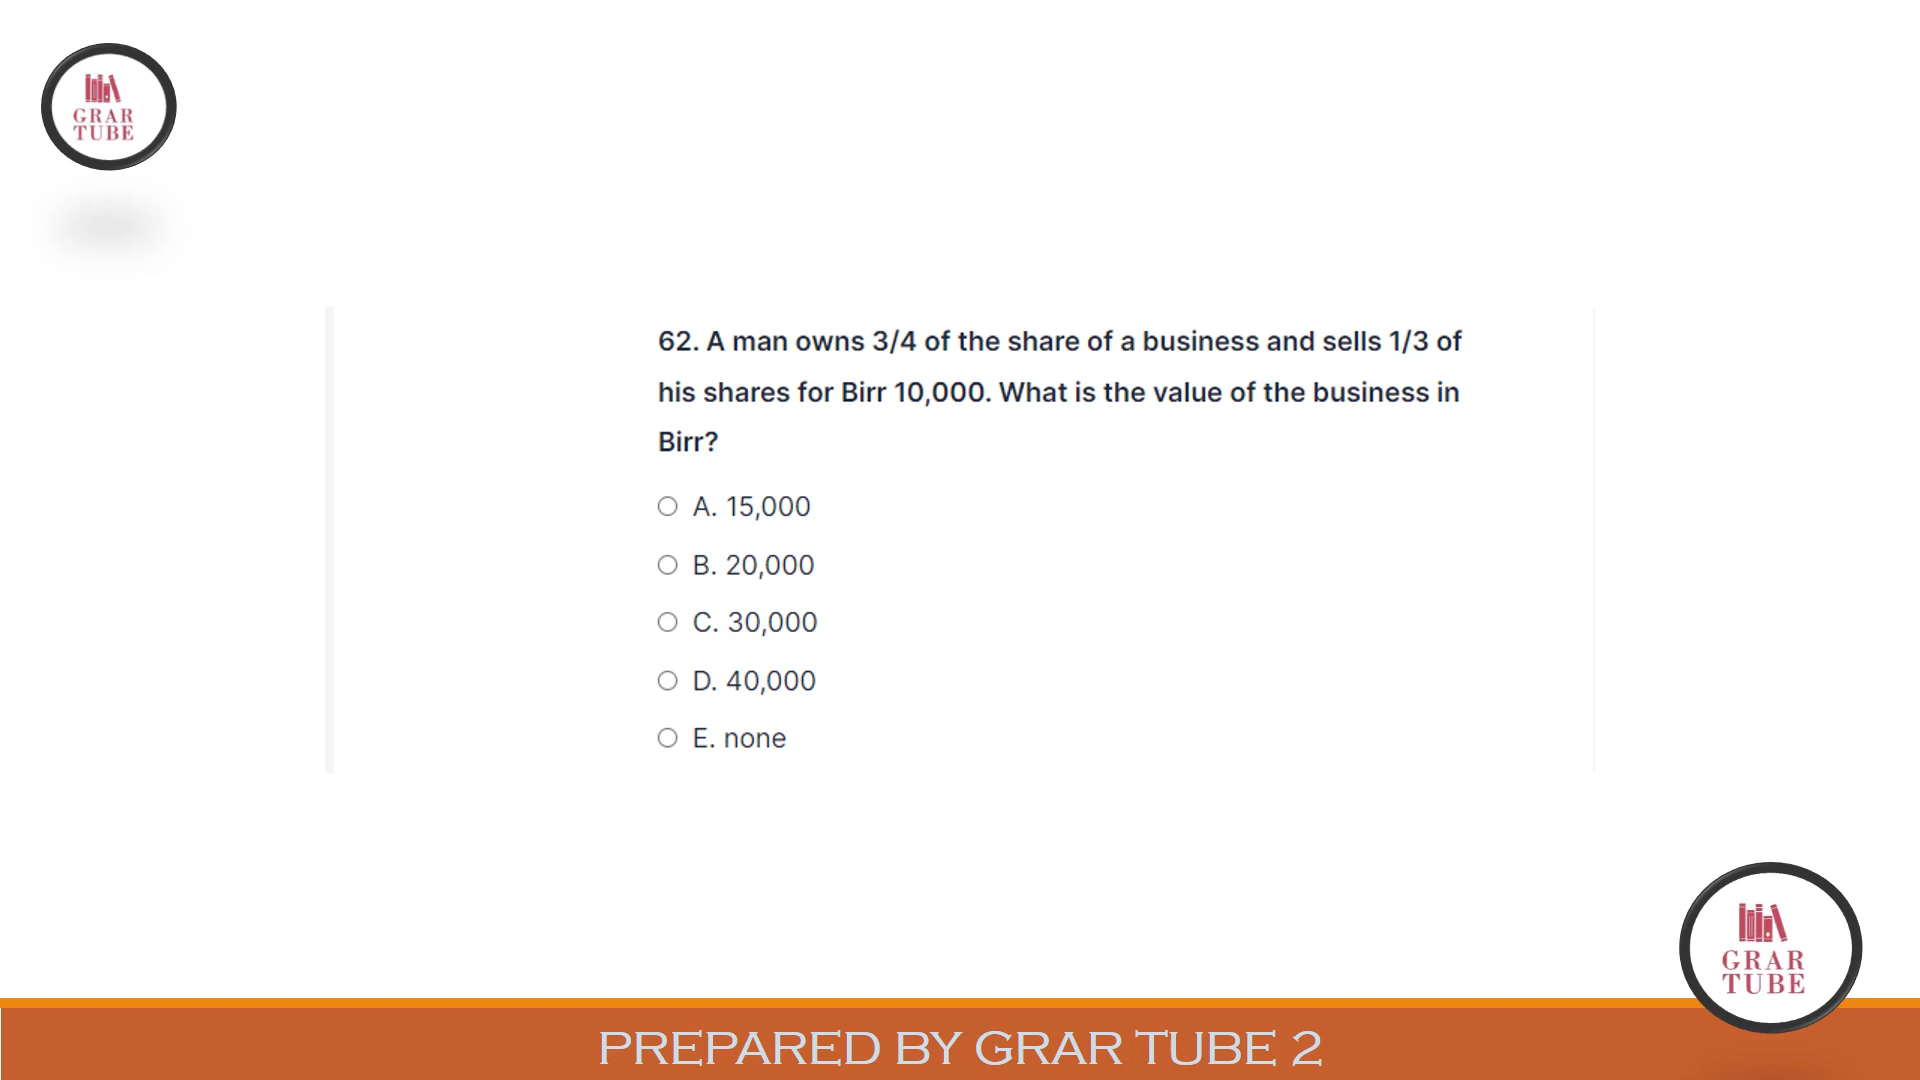 GRAR
TUBE
62. A man owns 3/4 of the share of a business and sells 1/3 of
his shares for Birr 10,000. What is the value of the business in
Birr?
A. 15,000
B. 20,000
C. 30,000
D. 40,000
E. none
GRAR
TUBE
PREPARED BY GRAR TUBE 2